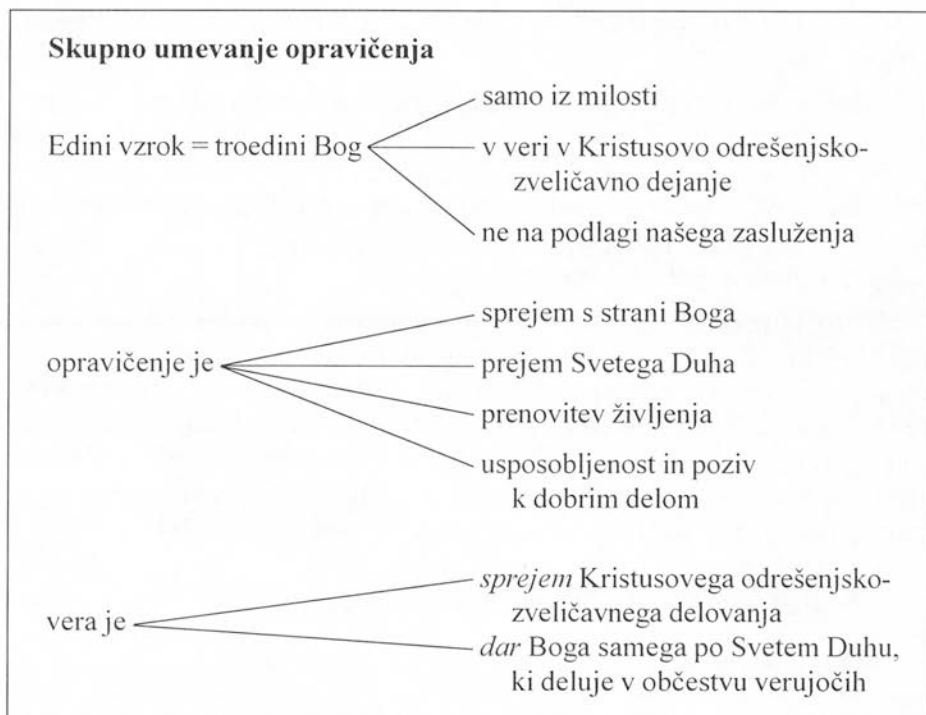 Skupno umevanje opravičenja
samo iz milosti
Edini vzrok = troedini Bog
v veri v Kristusovo odrešenjsko-
zveličavno dejanje
ne na podlagi našega zasluženja
sprejem s strani Boga
opravičenje je
prejem Svetega Duha
prenovitev življenja
usposobljenost in poziv
k dobrim delom
sprejem Kristusovega odrešenjsko-
zveličavnega delovanja
vera je
dar Boga samega po Svetem Duhu,
ki deluje v občestvu verujočih